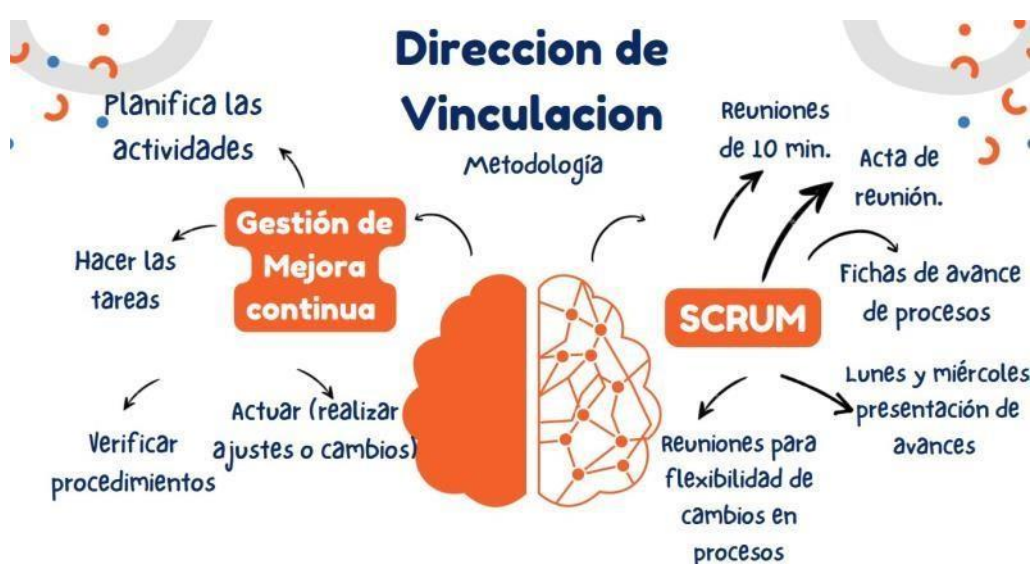 Direccion de
Vinculacion
Metodología
Planifica las
actividades
Gestión de
Mejora
continua
Hacer las
tareas
Verificar
procedimientos
Actuar (realizar
ajustes o cambios)
Reuniones
de 10 min.
Acta de
reunión.
SCRUM
Fichas de avance
de procesos
Lunes y miércoles
presentación de
avances
Reuniones para
flexibilidad de
cambios en
procesos